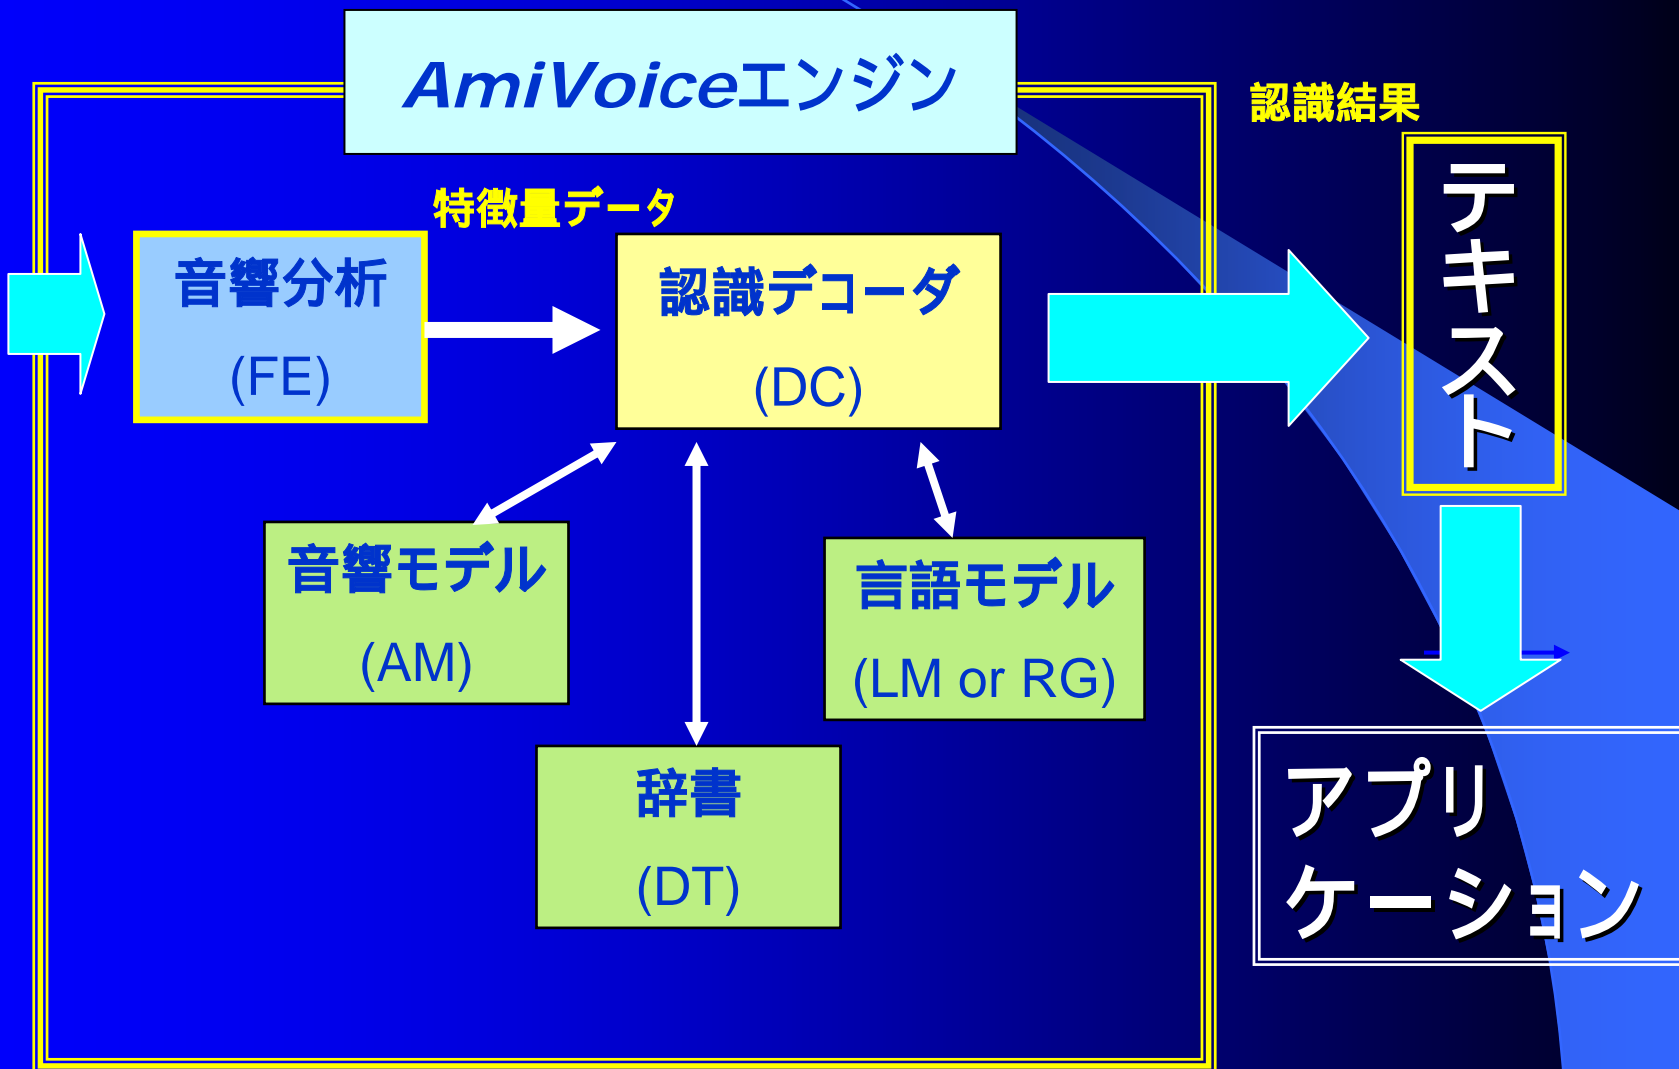 AmiVoiceエンジン
認識結果
特徴量データ
音響分析
(FE)
認識デコーダ
(DC)
テキスト
音響モデル
(AM)
言語モデル
(LM or RG)
辞書
(DT)
アプリ
ケーション